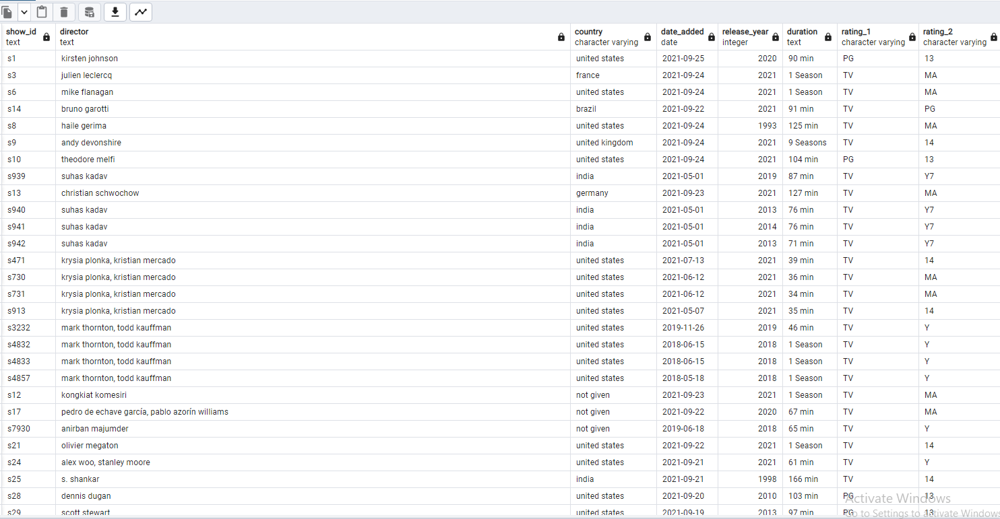 show_id director country date_added release_year duration rating_1 rating_2
text text character varying date integer text character varying character varying
s1 kirsten johnson united states 2021-09-25 2020 90 min PG 13
s3 julien leclercq france 2021-09-24 2021 1 Season TV MA
s6 mike flanagan united states 2021-09-24 2021 1 Season TV MA
s14 bruno garotti brazil 2021-09-22 2021 91 min TV PG
s8 haile gerima united states 2021-09-24 1993 125 min TV MA
s9 andy devonshire united kingdom 2021-09-24 2021 9 Seasons TV 14
s10 theodore melfi united states 2021-09-24 2021 104 min PG 13
s939 suhas kadav india 2021-05-01 2019 87 min TV Y7
s13 christian schwochow germany 2021-09-23 2021 127 min TV MA
s940 suhas kadav india 2021-05-01 2013 76 min TV Y7
s941 suhas kadav india 2021-05-01 2014 76 min TV Y7
s942 suhas kadav india 2021-05-01 2013 71 min TV Y7
s471 krysia plonka, kristian mercado united states 2021-07-13 2021 39 min TV 14
s730 krysia plonka, kristian mercado united states 2021-06-12 2021 36 min TV MA
s731 krysia plonka, kristian mercado united states 2021-06-12 2021 34 min TV MA
s913 krysia plonka, kristian mercado united states 2021-05-07 2021 35 min TV 14
s3232 mark thornton, todd kauffman united states 2019-11-26 2019 46 min TV Y
s4832 mark thornton, todd kauffman united states 2018-06-15 2018 1 Season TV Y
s4833 mark thornton, todd kauffman united states 2018-06-15 2018 1 Season TV Y
s4857 mark thornton, todd kauffman united states 2018-05-18 2018 1 Season TV Y
s12 kongkiat komesiri not given 2021-09-23 2021 1 Season TV MA
s17 pedro de echave garcía, pablo azorín williams not given 2021-09-22 2020 67 min TV MA
s7930 anirban majumder not given 2019-06-18 2018 65 min TV Y
s21 olivier megaton united states 2021-09-22 2021 1 Season TV 14
s24 alex woo, stanley moore united states 2021-09-21 2021 61 min TV Y
s25 s. shankar india 2021-09-21 1998 166 min TV 14
s28 dennis dugan united states 2021-09-20 2010 103 min PG 13
Activate Windows
s29 scott stewart united states 2021-09-19 2013 97 min PG 13
Go to Settings to activate Windows